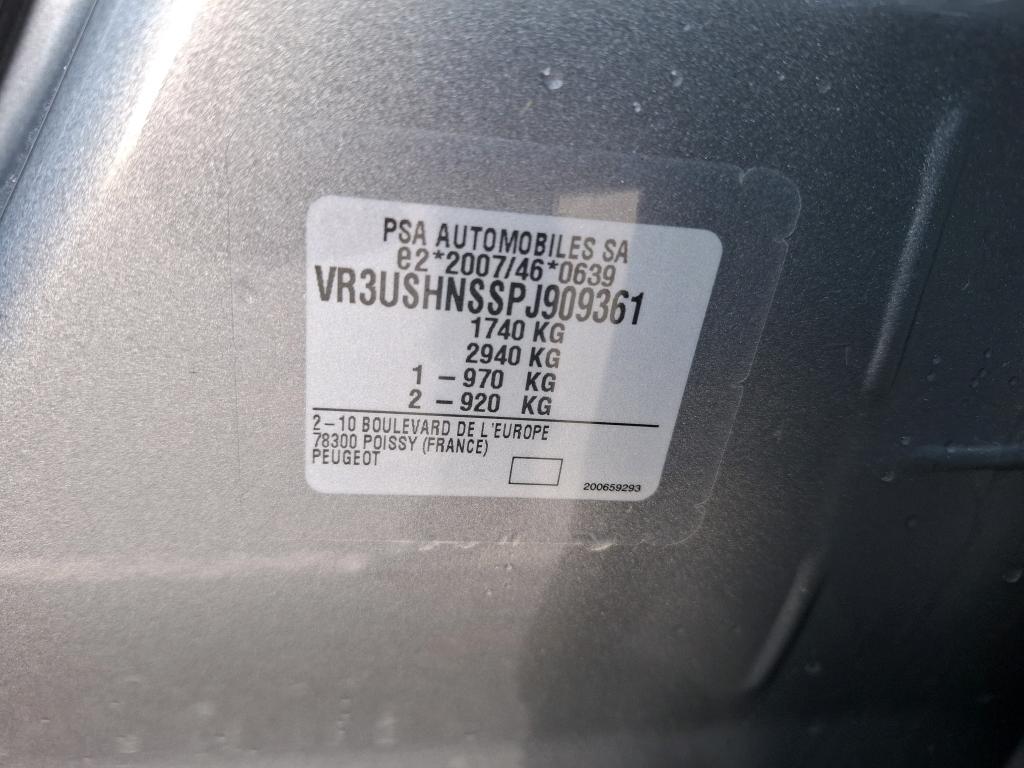 PSA AUTOMOBILES SA
e2*2007/46*0639
VR3USHNSSPJ909361
1740 KG
2940 KG
1 – 970 KG
2 – 920 KG
2–10 BOULEVARD DE L'EUROPE
78300 POISSY (FRANCE)
PEUGEOT
200659293